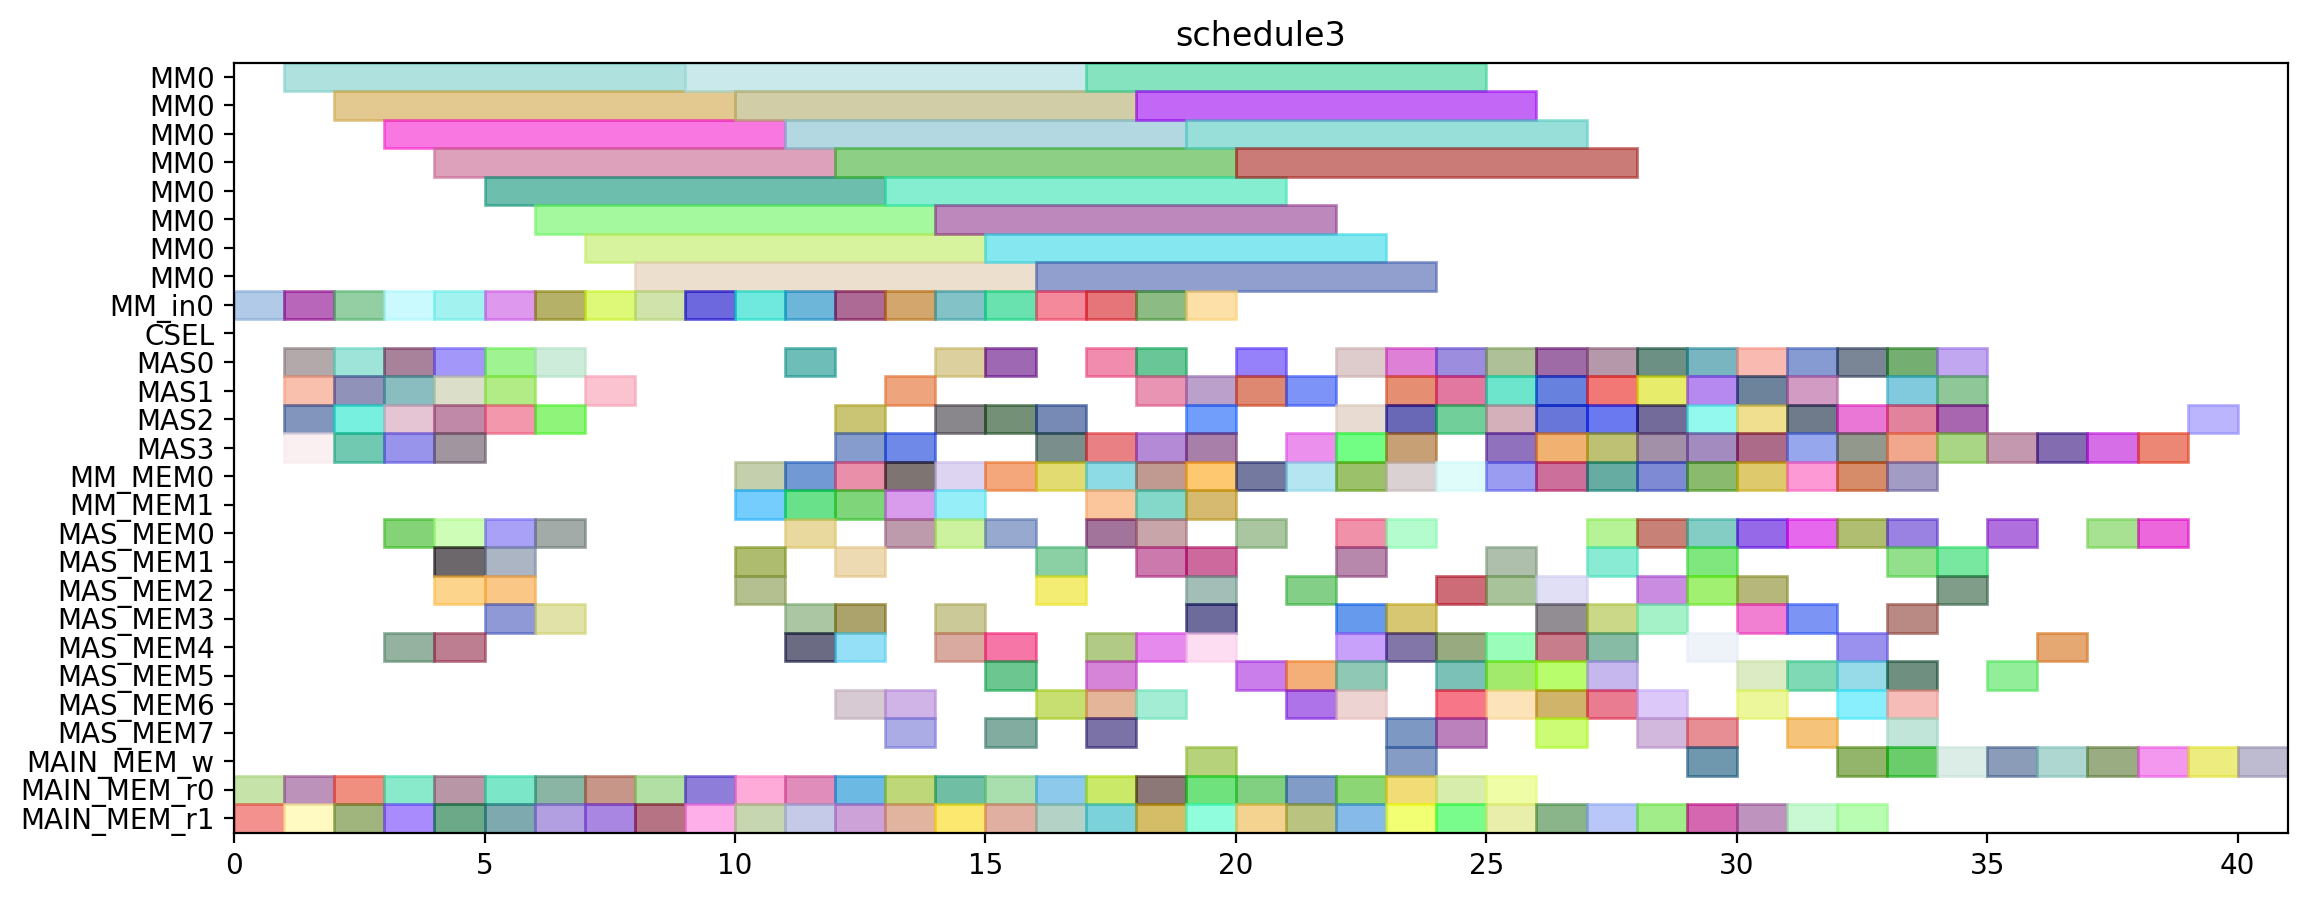 schedule3
MM0
MM0
MM0
MM0
MM0
MM0
MM0
MM0
MM_in0
CSEL
MAS0
MAS1
MAS2
MAS3
MM_MEM0
MM_MEM1
MAS_MEM0
MAS_MEM1
MAS_MEM2
MAS_MEM3
MAS_MEM4
MAS_MEM5
MAS_MEM6
MAS_MEM7
MAIN_MEM_w
MAIN_MEM_r0
MAIN_MEM_r1
0 5 10 15 20 25 30 35 40